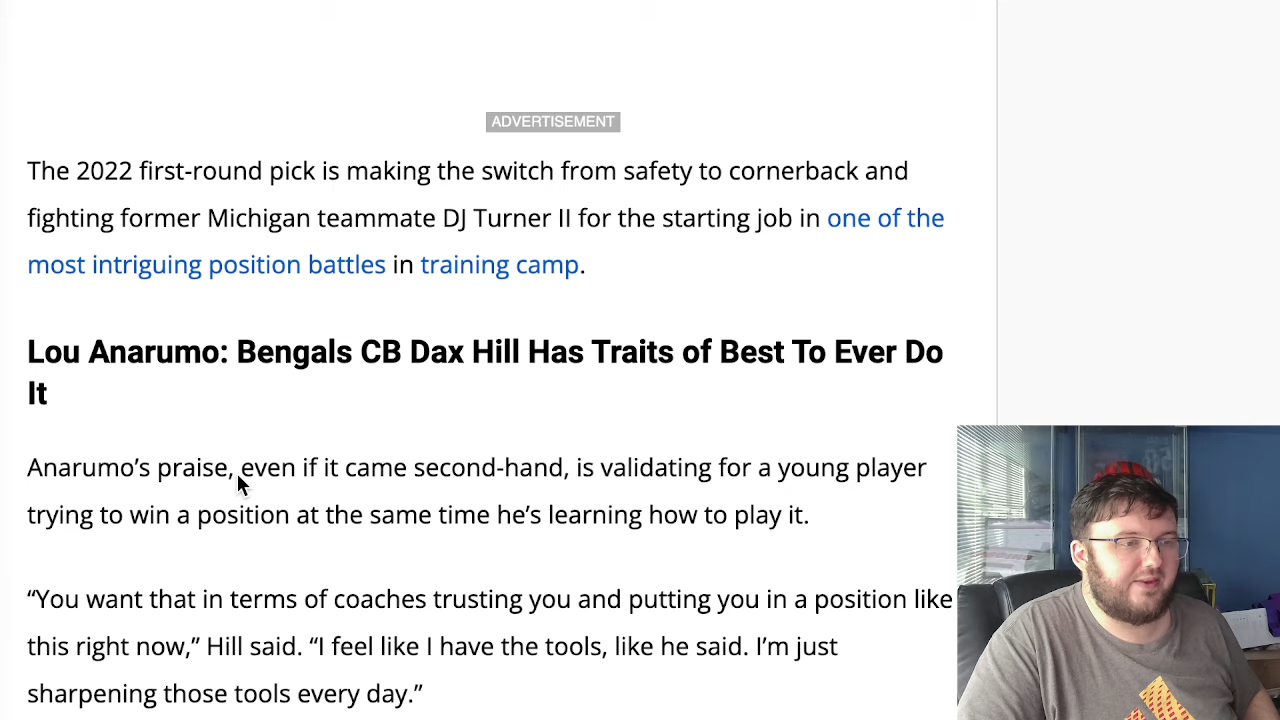 ADVERTISEMENT
The 2022 first-round pick is making the switch from safety to cornerback and
fighting former Michigan teammate DJ Turner II for the starting job in one of the
most intriguing position battles in training camp.
Lou Anarumo: Bengals CB Dax Hill Has Traits of Best To Ever Do
It
Anarumo’s praise, even if it came second-hand, is validating for a young player
trying to win a position at the same time he’s learning how to play it.
“You want that in terms of coaches trusting you and putting you in a position like
this right now,” Hill said. “I feel like I have the tools, like he said. I’m just
sharpening those tools every day.”